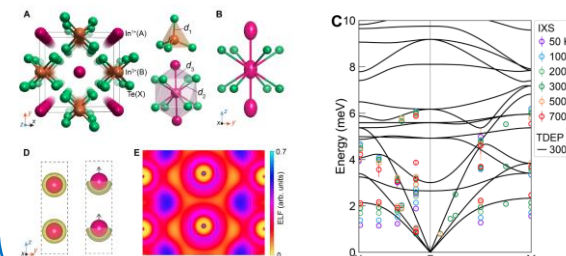 A
In¹⁺(A)
In³⁺(B)
Te(X)
z
y
x
d₁
d₃
d₂
B
z
x
y
C
10
8
6
4
2
0
Energy (meV)
Γ
IXS
50 K
100
200
300
500
700
TDEP
300
D
z
x
y
E
0.7
ELF (arb. units)
0